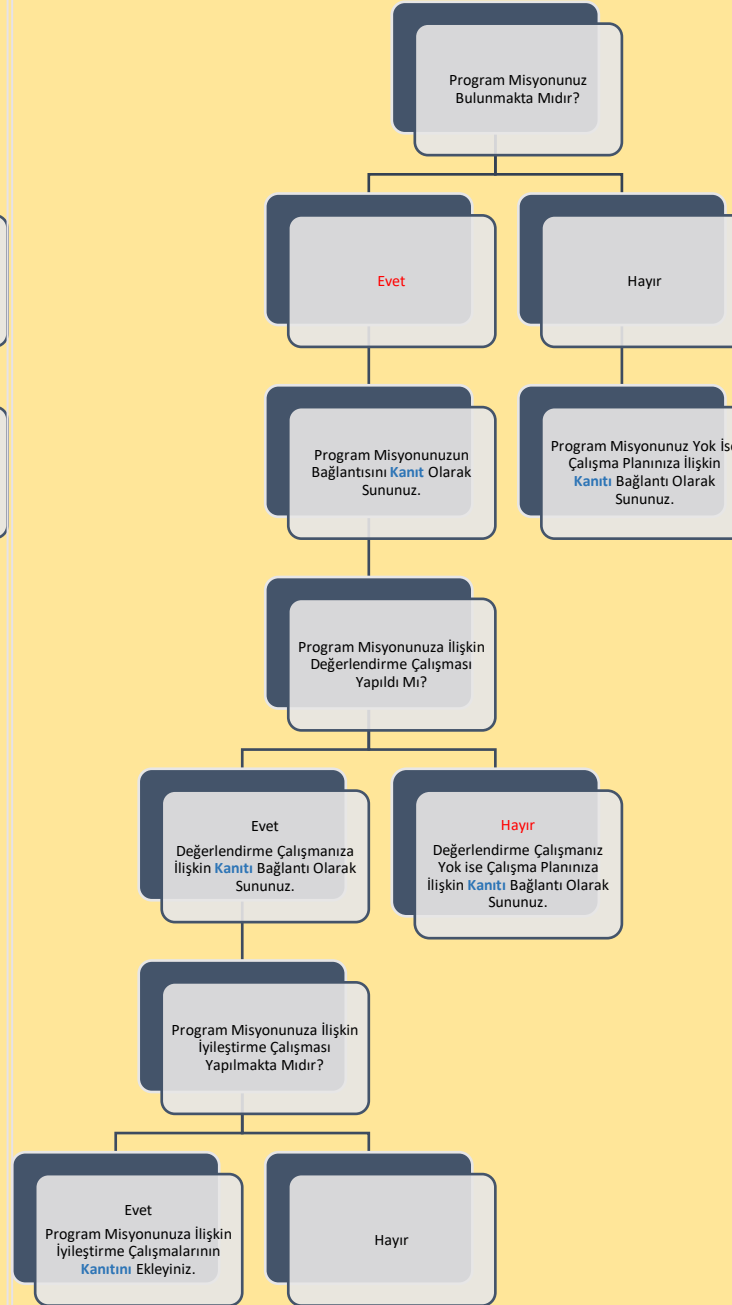 Program Misyonunuz
Bulunmakta Mıdır?
Evet
Hayır
Program Misyonunuzun
Bağlantısını Kanıt Olarak
Sununuz.
Program Misyonunuz Yok İse
Çalışma Planınıza İlişkin
Kanıtı Bağlantı Olarak
Sununuz.
Program Misyonunuza İlişkin
Değerlendirme Çalışması
Yapıldı Mı?
Evet
Değerlendirme Çalışmanıza
İlişkin Kanıtı Bağlantı Olarak
Sununuz.
Hayır
Değerlendirme Çalışmanız
Yok ise Çalışma Planınıza
İlişkin Kanıtı Bağlantı Olarak
Sununuz.
Program Misyonunuza İlişkin
İyileştirme Çalışması
Yapılmakta Mıdır?
Evet
Program Misyonunuza İlişkin
İyileştirme Çalışmalarının
Kanıtını Ekleyiniz.
Hayır